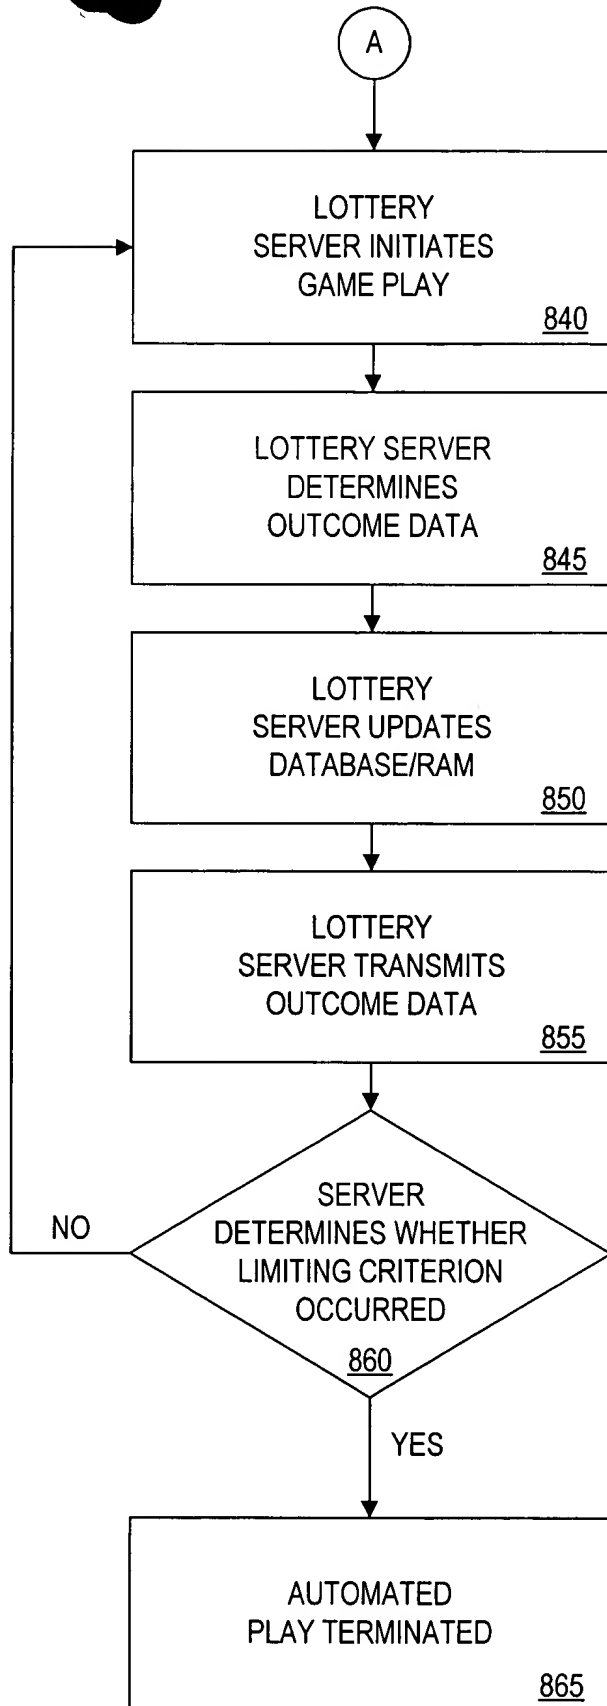 A
LOTTERY
SERVER INITIATES
GAME PLAY
840
LOTTERY SERVER
DETERMINES
OUTCOME DATA
845
LOTTERY
SERVER UPDATES
DATABASE/RAM
850
LOTTERY
SERVER TRANSMITS
OUTCOME DATA
855
SERVER
DETERMINES WHETHER
LIMITING CRITERION
OCCURRED
860
NO
YES
AUTOMATED
PLAY TERMINATED
865